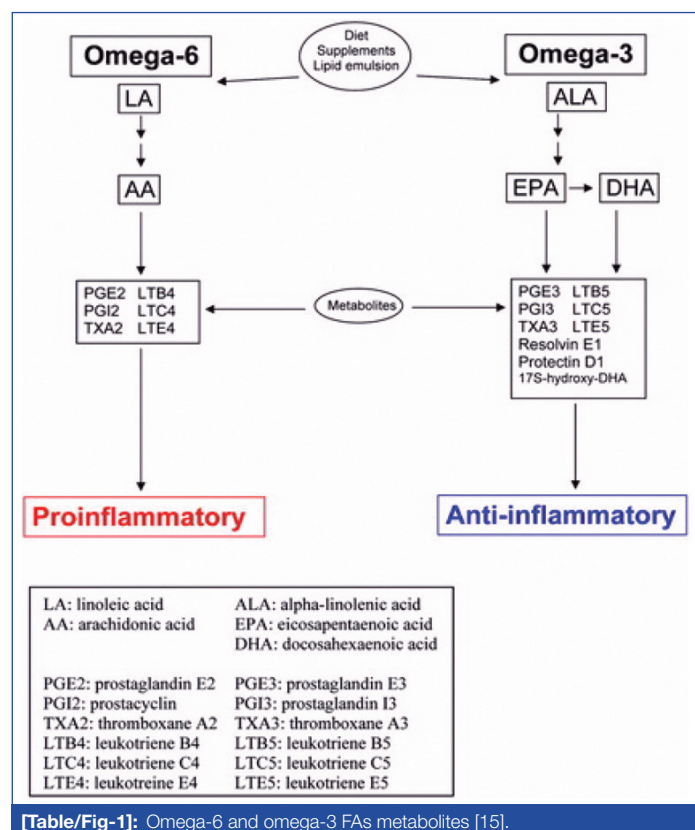 Diet
Supplements
Lipid emulsion
Omega-6
Omega-3
LA
ALA
AA
EPA
DHA
PGE2 LTB4
PGI2 LTC4
TXA2 LTE4
Metabolites
PGE3 LTB5
PGI3 LTC5
TXA3 LTE5
Resolvin E1
Protectin D1
17S-hydroxy-DHA
Proinflammatory
Anti-inflammatory
LA: linoleic acid ALA: alpha-linolenic acid
AA: arachidonic acid EPA: eicosapentaenoic acid
DHA: docosahexaenoic acid
PGE2: prostaglandin E2 PGE3: prostaglandin E3
PGI2: prostacyclin PGI3: prostaglandin I3
TXA2: thromboxane A2 TXA3: thromboxane A3
LTB4: leukotriene B4 LTB5: leukotriene B5
LTC4: leukotriene C4 LTC5: leukotriene C5
LTE4: leukotreine E4 LTE5: leukotriene E5
[Table/Fig-1]: Omega-6 and omega-3 FAs metabolites [15].